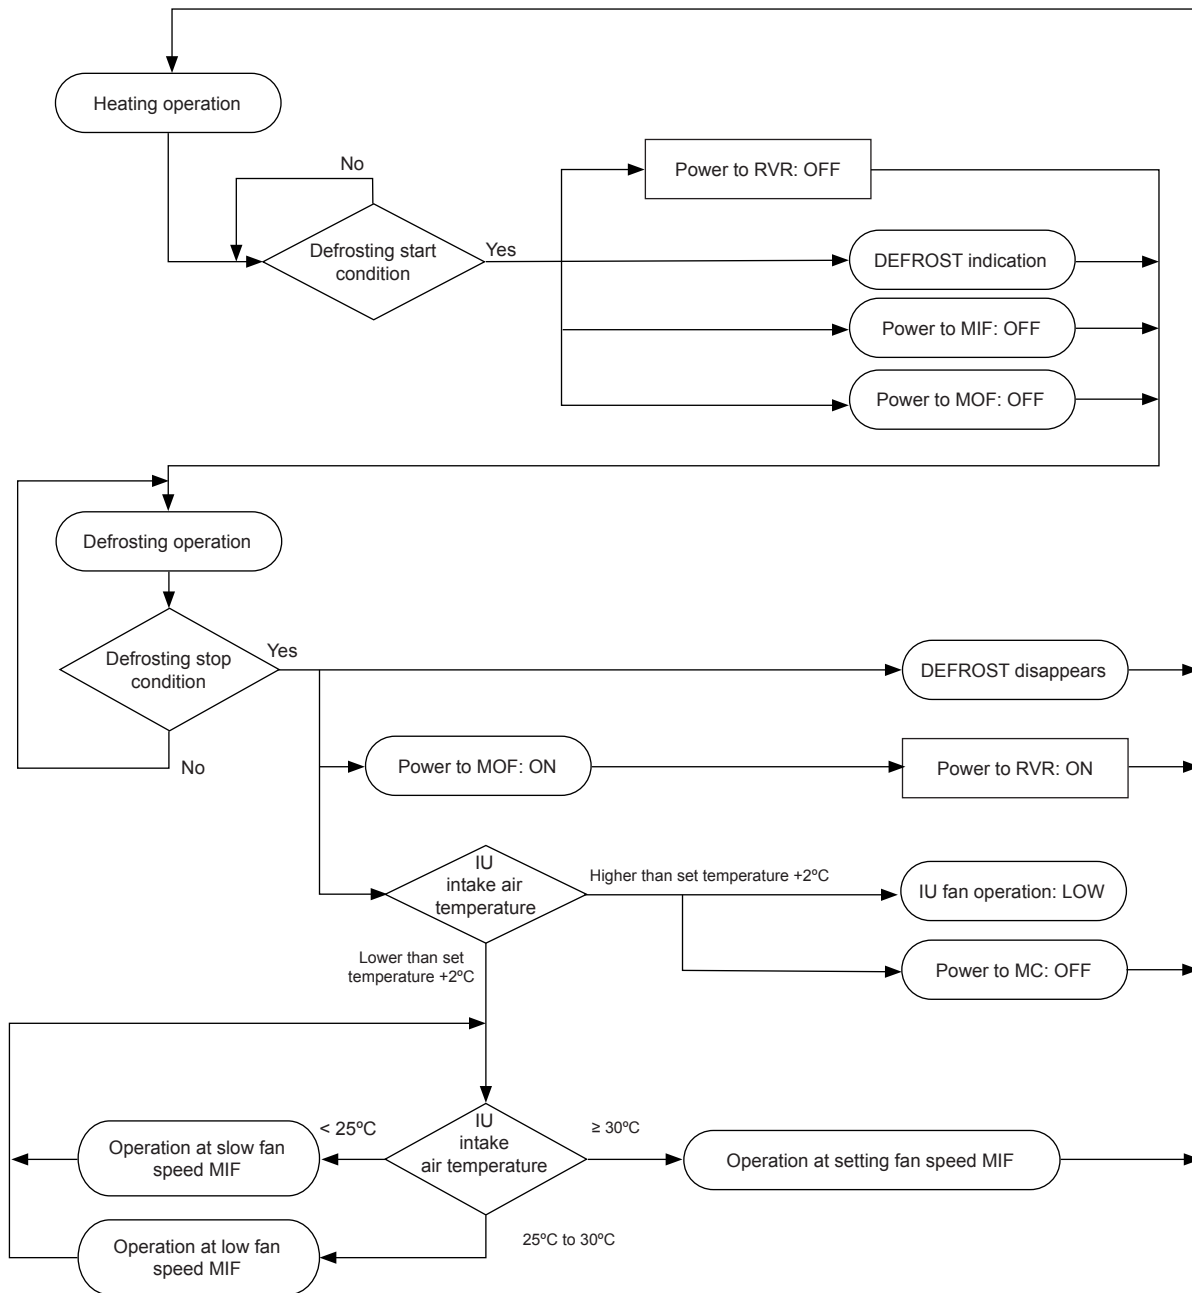 Heating operation
No
Power to RVR: OFF
Defrosting start
condition
Yes
DEFROST indication
Power to MIF: OFF
Power to MOF: OFF
Defrosting operation
Defrosting stop
condition
Yes
DEFROST disappears
No
Power to MOF: ON
Power to RVR: ON
IU
intake air
temperature
Higher than set temperature +2ºC
IU fan operation: LOW
Lower than set
temperature +2ºC
Power to MC: OFF
IU
intake
air temperature
< 25ºC
≥ 30ºC
Operation at slow fan
speed MIF
Operation at setting fan speed MIF
25ºC to 30ºC
Operation at low fan
speed MIF